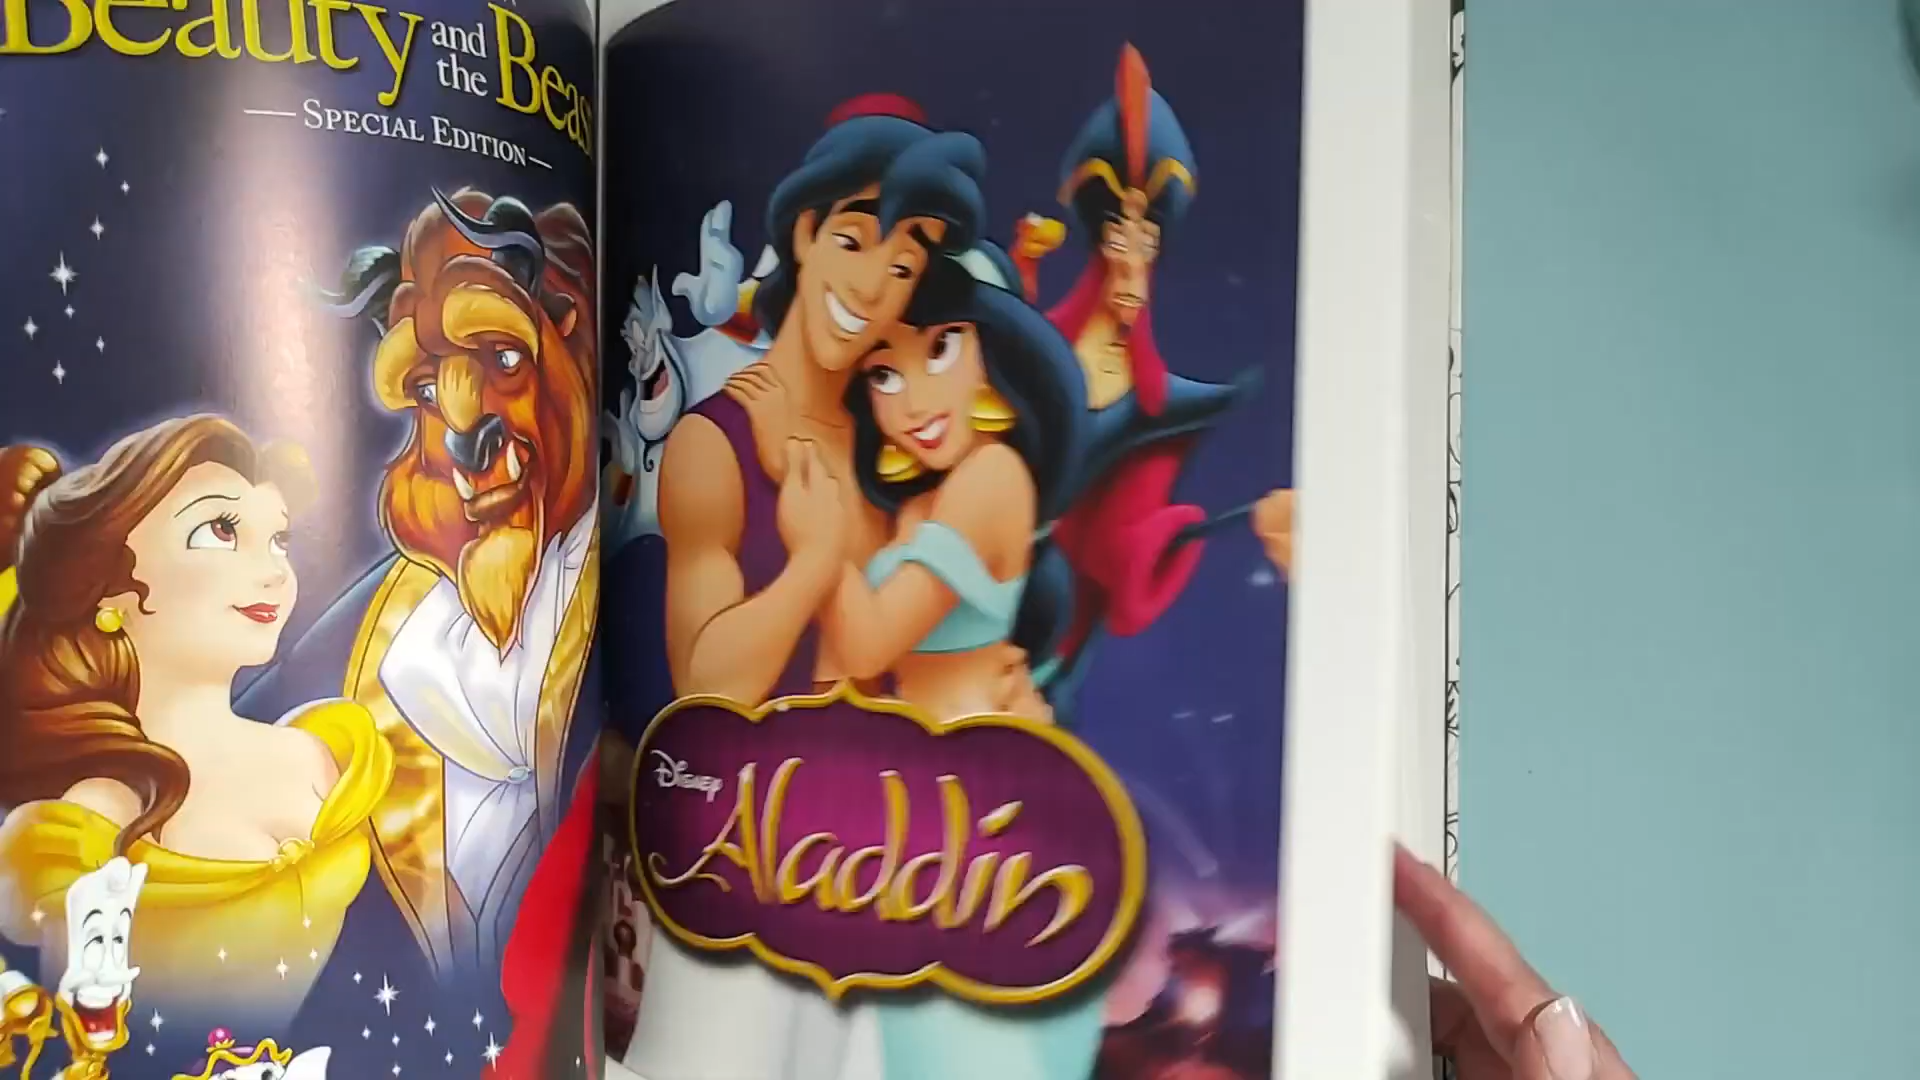 Beauty and the Beas
— SPECIAL EDITION —
Disney
Aladdin